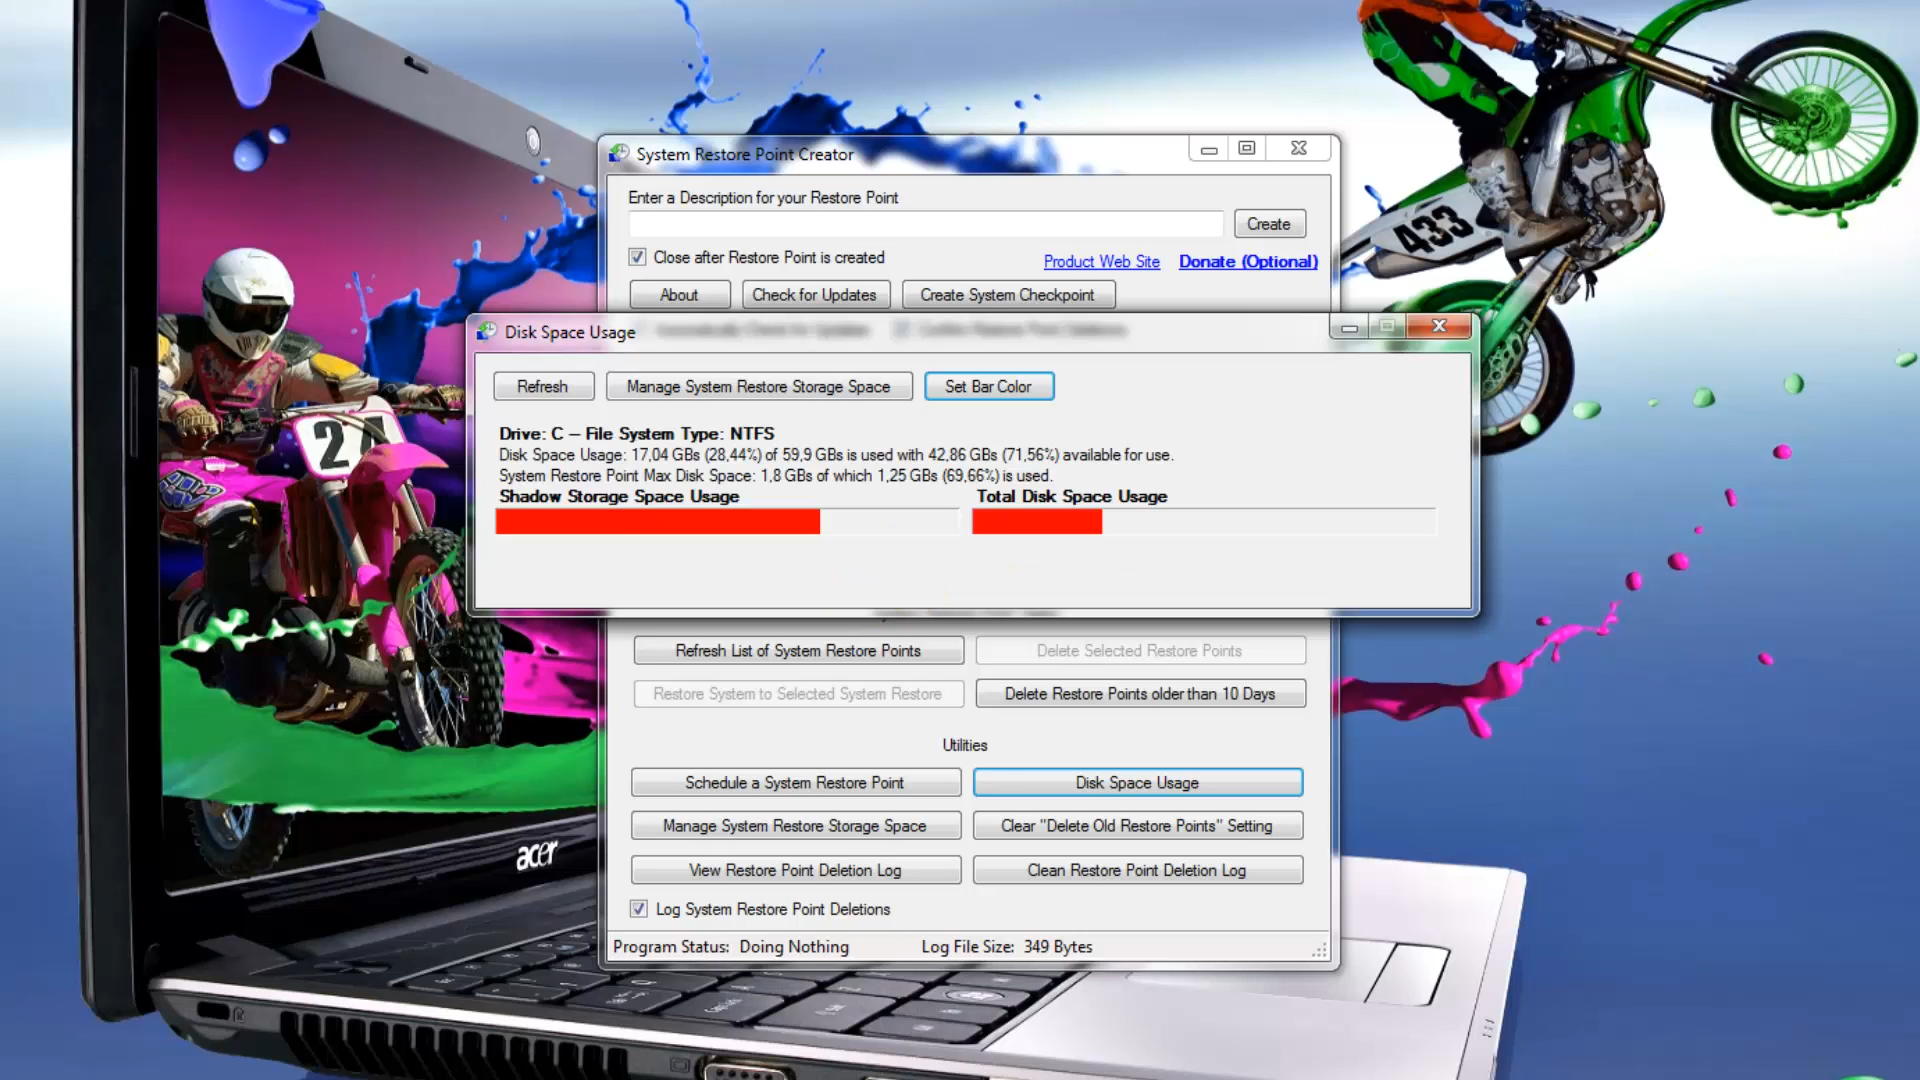 System Restore Point Creator
Enter a Description for your Restore Point
Create
Close after Restore Point is created
Product Web Site
Donate (Optional)
About
Check for Updates
Create System Checkpoint
Disk Space Usage
Refresh
Manage System Restore Storage Space
Set Bar Color
Drive: C – File System Type: NTFS
Disk Space Usage: 17,04 GBs (28,44%) of 59,9 GBs is used with 42,86 GBs (71,56%) available for use.
System Restore Point Max Disk Space: 1,8 GBs of which 1,25 GBs (69,66%) is used.
Shadow Storage Space Usage
Total Disk Space Usage
Refresh List of System Restore Points
Delete Selected Restore Points
Restore System to Selected System Restore
Delete Restore Points older than 10 Days
Utilities
Schedule a System Restore Point
Disk Space Usage
Manage System Restore Storage Space
Clear "Delete Old Restore Points" Setting
View Restore Point Deletion Log
Clean Restore Point Deletion Log
Log System Restore Point Deletions
Program Status: Doing Nothing
Log File Size: 349 Bytes
433
acer